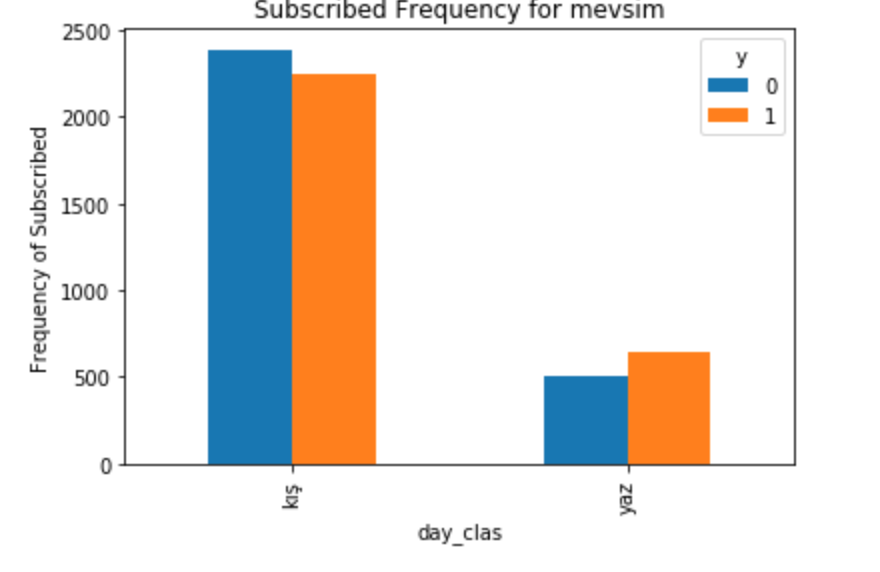 Subscribed Frequency for mevsim
Frequency of Subscribed
2500
2000
1500
1000
500
0
y
0
1
kış
yaz
day_clas